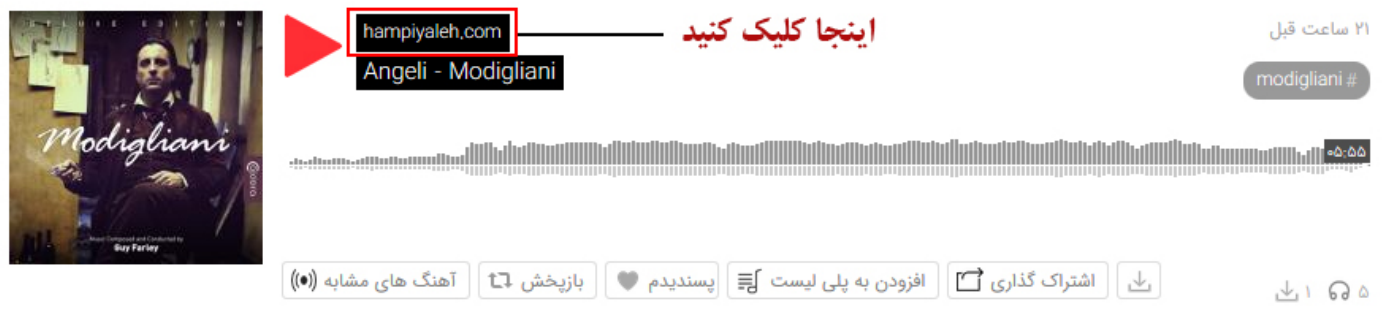 DELUXE EDITION
Modigliani
Music Composed and Conducted by
Guy Farley
hampiyaleh.com
اینجا کلیک کنید
۲۱ ساعت قبل
Angeli - Modigliani
modigliani #
۰۵:۵۵
آهنگ های مشابه
بازپخش
پسندیدم
افزودن به پلی لیست
اشتراک گذاری
۱
۵